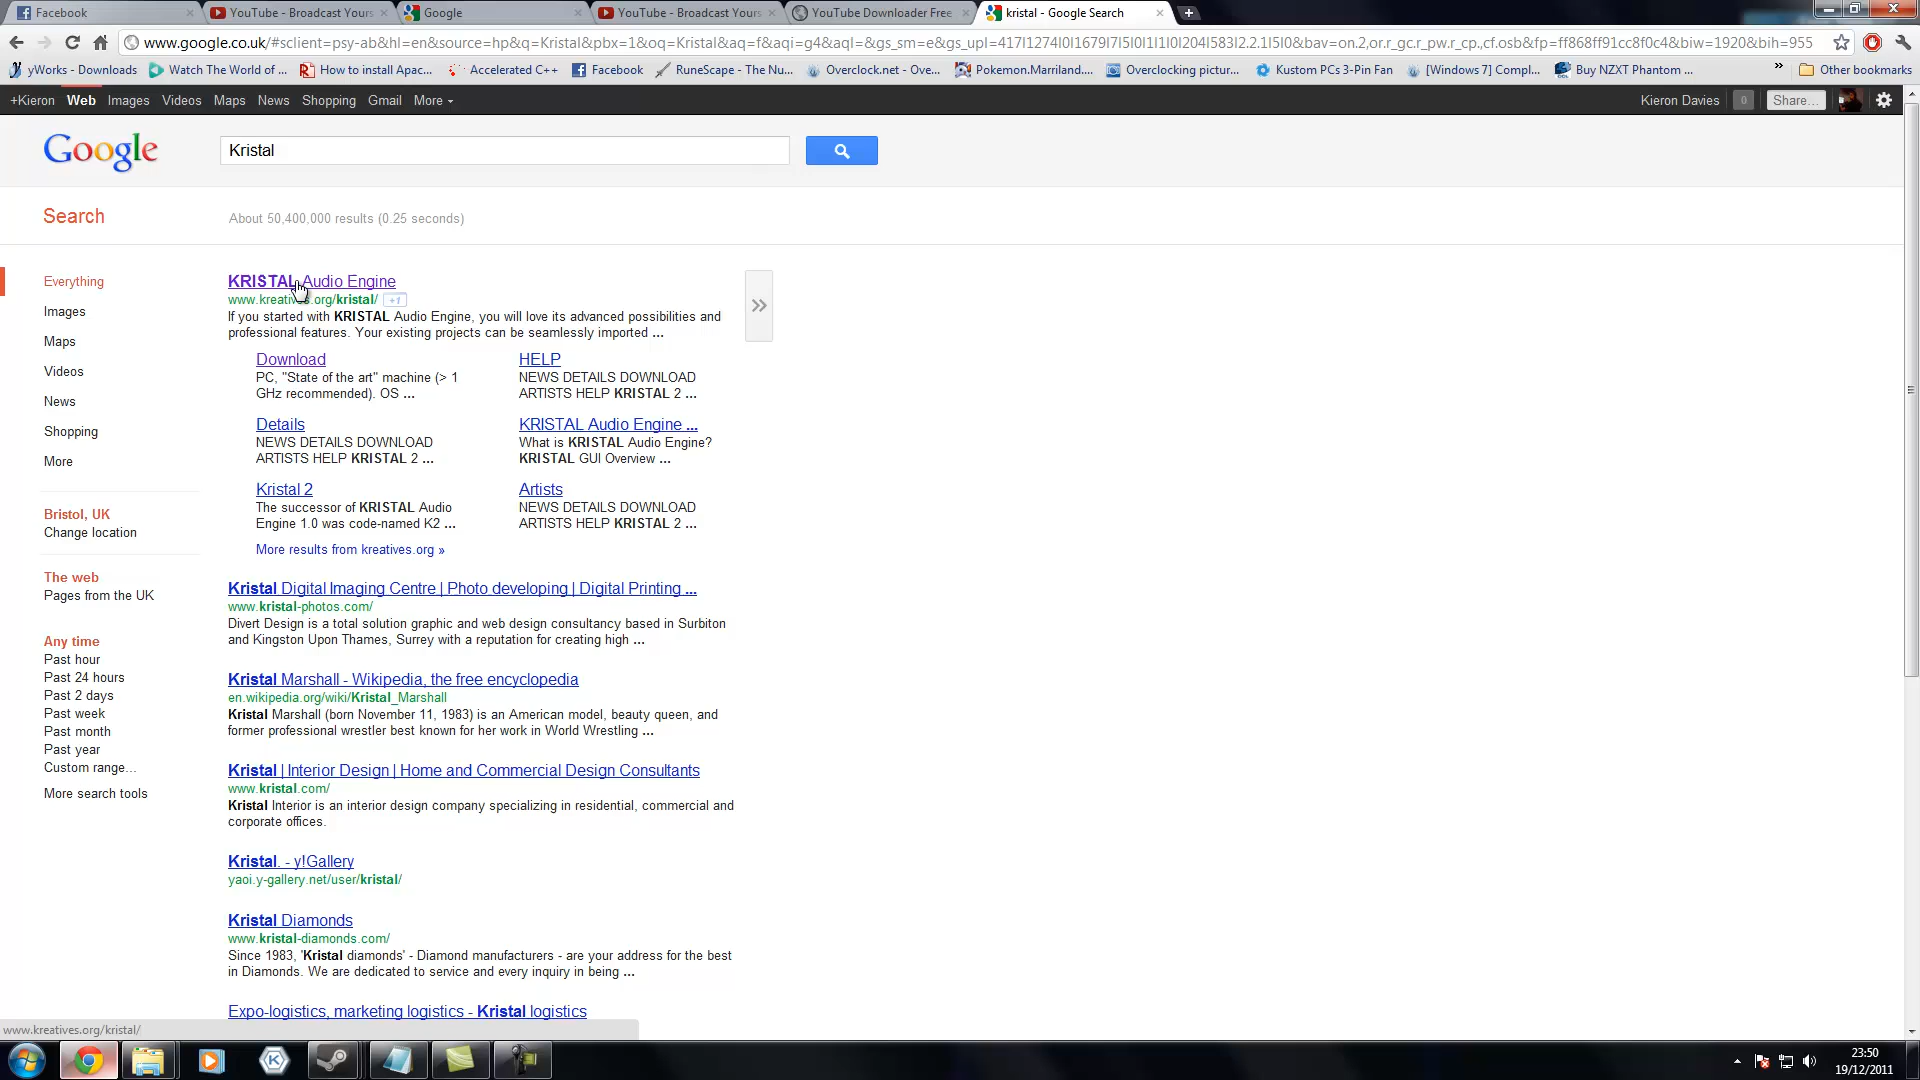 Facebook
YouTube - Broadcast Yours
Google
YouTube - Broadcast Yours
YouTube Downloader Free
kristal - Google Search
www.google.co.uk/#sclient=psy-ab&hl=en&source=hp&q=Kristal&pbx=1&oq=Kristal&aq=f&aqi=g4&aql=&gs_sm=e&gs_upl=417l1274l0l1679l7l5l0l1l1l0l204l583l2.2.1l5l0&bav=on.2,or.r_gc.r_pw.r_cp.,cf.osb&fp=ff868ff91cc8f0c4&biw=1920&bih=955
yWorks - Downloads
Watch The World of ...
How to install Apac...
Accelerated C++
Facebook
RuneScape - The Nu...
Overclock.net - Ove...
Pokemon.Marriland....
Overclocking pictur...
Kustom PCs 3-Pin Fan
[Windows 7] Compl...
Buy NZXT Phantom ...
»
Other bookmarks
+Kieron Web Images Videos Maps News Shopping Gmail More
Kieron Davies 0 Share...
Google
Kristal
Search
About 50,400,000 results (0.25 seconds)
Everything
Images
Maps
Videos
News
Shopping
More
Bristol, UK
Change location
The web
Pages from the UK
Any time
Past hour
Past 24 hours
Past 2 days
Past week
Past month
Past year
Custom range...
More search tools
KRISTAL Audio Engine
www.kreatives.org/kristal/ +1
If you started with KRISTAL Audio Engine, you will love its advanced possibilities and
professional features. Your existing projects can be seamlessly imported ...
Download
PC, "State of the art" machine (> 1
GHz recommended). OS ...
HELP
NEWS DETAILS DOWNLOAD
ARTISTS HELP KRISTAL 2 ...
Details
NEWS DETAILS DOWNLOAD
ARTISTS HELP KRISTAL 2 ...
KRISTAL Audio Engine ...
What is KRISTAL Audio Engine?
KRISTAL GUI Overview ...
Kristal 2
The successor of KRISTAL Audio
Engine 1.0 was code-named K2 ...
Artists
NEWS DETAILS DOWNLOAD
ARTISTS HELP KRISTAL 2 ...
More results from kreatives.org »
»
Kristal Digital Imaging Centre | Photo developing | Digital Printing ...
www.kristal-photos.com/
Divert Design is a total solution graphic and web design consultancy based in Surbiton
and Kingston Upon Thames, Surrey with a reputation for creating high ...
Kristal Marshall - Wikipedia, the free encyclopedia
en.wikipedia.org/wiki/Kristal_Marshall
Kristal Marshall (born November 11, 1983) is an American model, beauty queen, and
former professional wrestler best known for her work in World Wrestling ...
Kristal | Interior Design | Home and Commercial Design Consultants
www.kristal.com/
Kristal Interior is an interior design company specializing in residential, commercial and
corporate offices.
Kristal. - y!Gallery
yaoi.y-gallery.net/user/kristal/
Kristal Diamonds
www.kristal-diamonds.com/
Since 1983, 'Kristal diamonds' - Diamond manufacturers - are your address for the best
in Diamonds. We are dedicated to service and every inquiry in being ...
Expo-logistics, marketing logistics - Kristal logistics
www.kreatives.org/kristal/
23:50
19/12/2011